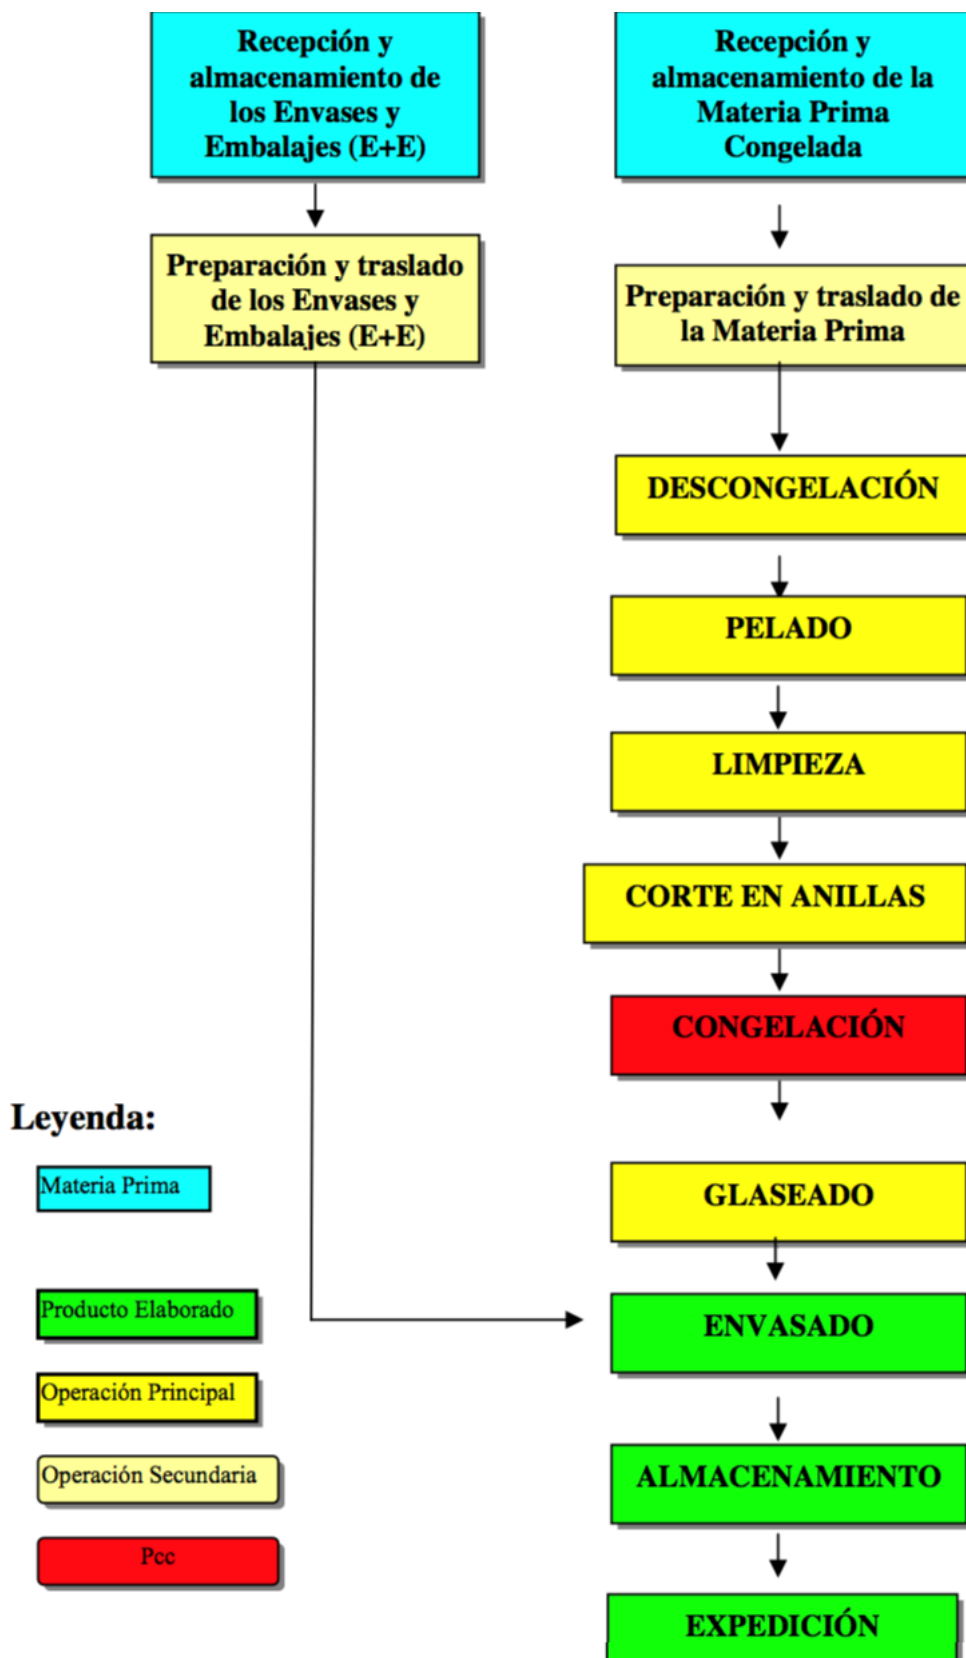 Recepción y
almacenamiento de
los Envases y
Embalajes (E+E)
Preparación y traslado
de los Envases y
Embalajes (E+E)
Recepción y
almacenamiento de la
Materia Prima
Congelada
Preparación y traslado de
la Materia Prima
DESCONGELACIÓN
PELADO
LIMPIEZA
CORTE EN ANILLAS
CONGELACIÓN
GLASEADO
ENVASADO
ALMACENAMIENTO
EXPEDICIÓN
Leyenda:
Materia Prima
Producto Elaborado
Operación Principal
Operación Secundaria
Pcc